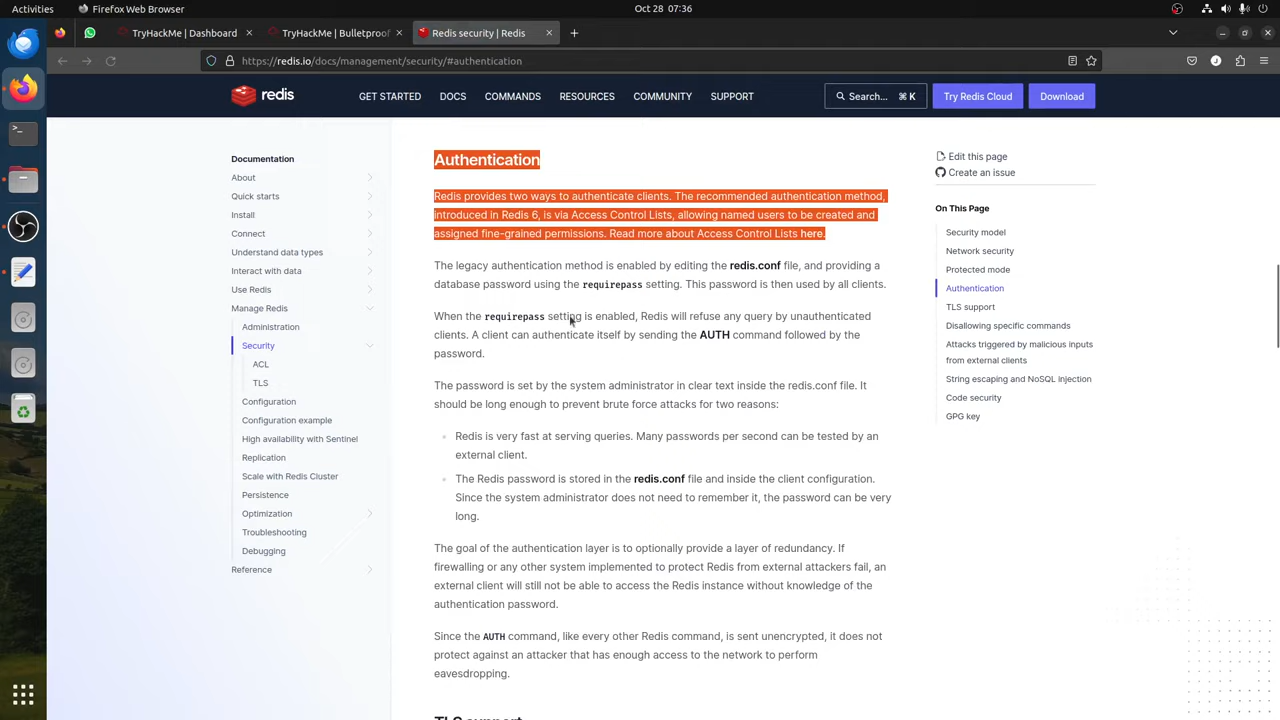 Activities
Firefox Web Browser
Oct 28 07:36
TryHackMe | Dashboard
TryHackMe | Bulletproof
Redis security | Redis
https://redis.io/docs/management/security/#authentication
redis
GET STARTED
DOCS
COMMANDS
RESOURCES
COMMUNITY
SUPPORT
Search...
⌘ K
Try Redis Cloud
Download
Documentation
About
Quick starts
Install
Connect
Understand data types
Interact with data
Use Redis
Manage Redis
Administration
Security
ACL
TLS
Configuration
Configuration example
High availability with Sentinel
Replication
Scale with Redis Cluster
Persistence
Optimization
Troubleshooting
Debugging
Reference
Authentication
Redis provides two ways to authenticate clients. The recommended authentication method,
introduced in Redis 6, is via Access Control Lists, allowing named users to be created and
assigned fine-grained permissions. Read more about Access Control Lists here.
The legacy authentication method is enabled by editing the redis.conf file, and providing a
database password using the requirepass setting. This password is then used by all clients.
When the requirepass setting is enabled, Redis will refuse any query by unauthenticated
clients. A client can authenticate itself by sending the AUTH command followed by the
password.
The password is set by the system administrator in clear text inside the redis.conf file. It
should be long enough to prevent brute force attacks for two reasons:
Redis is very fast at serving queries. Many passwords per second can be tested by an
external client.
The Redis password is stored in the redis.conf file and inside the client configuration.
Since the system administrator does not need to remember it, the password can be very
long.
The goal of the authentication layer is to optionally provide a layer of redundancy. If
firewalling or any other system implemented to protect Redis from external attackers fail, an
external client will still not be able to access the Redis instance without knowledge of the
authentication password.
Since the AUTH command, like every other Redis command, is sent unencrypted, it does not
protect against an attacker that has enough access to the network to perform
eavesdropping.
TLS support
Edit this page
Create an issue
On This Page
Security model
Network security
Protected mode
Authentication
TLS support
Disallowing specific commands
Attacks triggered by malicious inputs
from external clients
String escaping and NoSQL injection
Code security
GPG key